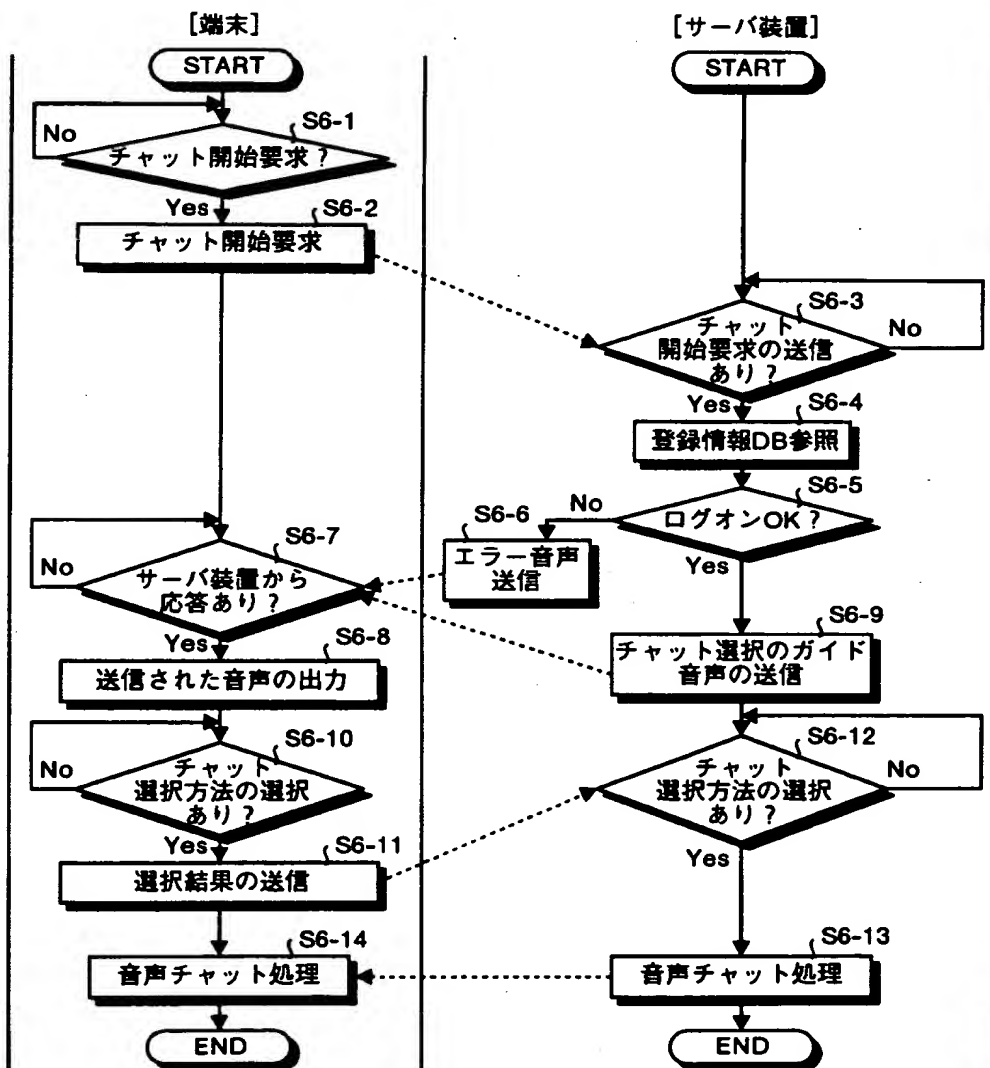 [端末]
START
S6-1
No
チャット開始要求？
Yes
S6-2
チャット開始要求
S6-7
No
サーバ装置から
応答あり？
Yes
S6-8
送信された音声の出力
S6-10
No
チャット
選択方法の選択
あり？
Yes
S6-11
選択結果の送信
S6-14
音声チャット処理
END
[サーバ装置]
START
S6-3
チャット
開始要求の送信
あり？
No
Yes
S6-4
登録情報DB参照
S6-5
ログオンOK？
No
S6-6
エラー音声
送信
Yes
S6-9
チャット選択のガイド
音声の送信
S6-12
チャット
選択方法の選択
あり？
No
Yes
S6-13
音声チャット処理
END